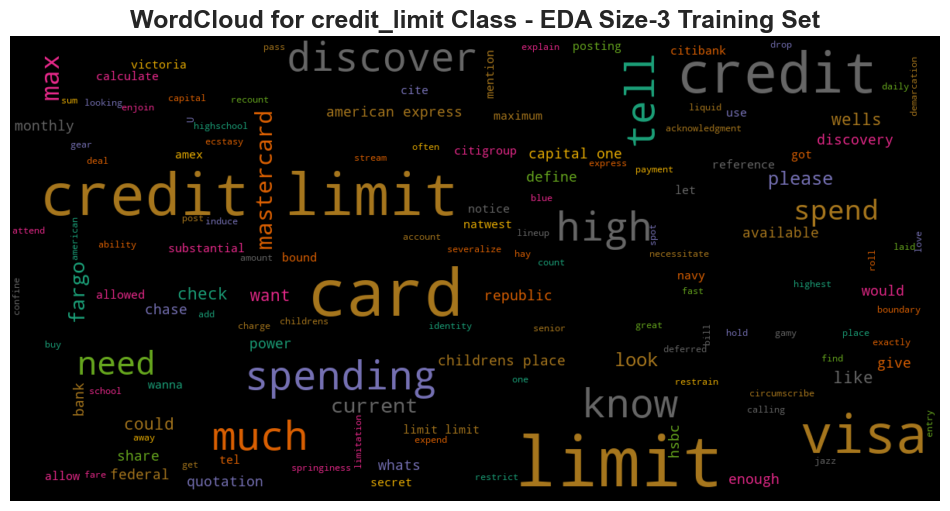 WordCloud for credit_limit Class - EDA Size-3 Training Set
pass
explain
posting
drop
max
victoria
discover
mention
tell
citibank
credit
calculate
daily
demarcation
sum
looking
enjoin
capital
recount
cite
american express
maximum
liquid
use
wells
monthly
u
highschool
mastercard
acknowledgment
discovery
gear
ecstasy
deal
amex
stream
often
citigroup
capital one
express
payment
reference
got
please
define
let
credit limit
blue
spend
post
induce
notice
natwest
high
attend
american
ability
substantial
account
lineup
severalize
hay
spot
available
necessitate
laid
love
amount
bound
count
roll
fargo
confine
allowed
check
want
card
republic
navy
fast
highest
would
chase
add
boundary
charge
childrens
identity
senior
great
bill
hold
gamy
place
buy
power
deferred
exactly
need
childrens place
look
find
give
school
wanna
spending
one
restrain
like
bank
current
know
circumscribe
calling
entry
could
much
limitation
limit limit
visa
away
expend
hsbc
share
tel
limit
allow
fare
federal
get
springiness
whats
jazz
quotation
secret
restrict
enough